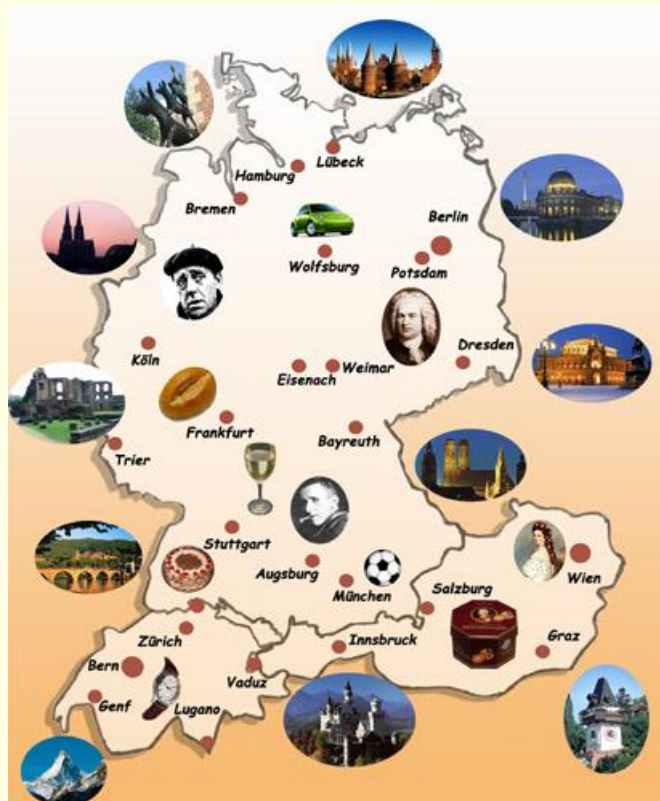 Lübeck
Hamburg
Bremen
Berlin
Wolfsburg
Potsdam
Köln
Dresden
Eisenach
Weimar
Frankfurt
Bayreuth
Trier
Stuttgart
Augsburg
München
Wien
Salzburg
Zürich
Innsbruck
Graz
Bern
Vaduz
Genf
Lugano